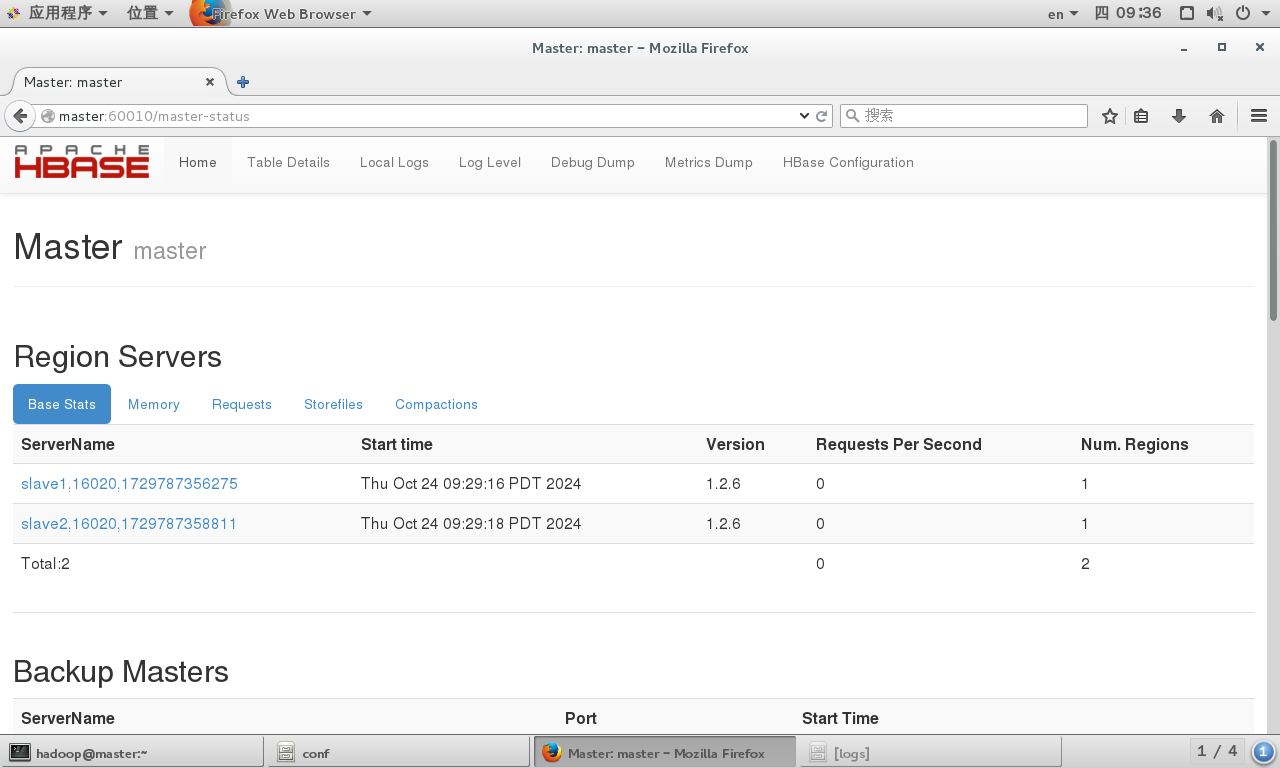 应用程序 位置 Firefox Web Browser en 四 09:36
Master: master – Mozilla Firefox
Master: master
master:60010/master-status 搜索
APACHE
HBASE
Home Table Details Local Logs Log Level Debug Dump Metrics Dump HBase Configuration
Master master
Region Servers
Base Stats Memory Requests Storefiles Compactions
ServerName Start time Version Requests Per Second Num. Regions
slave1,16020,1729787356275 Thu Oct 24 09:29:16 PDT 2024 1.2.6 0 1
slave2,16020,1729787358811 Thu Oct 24 09:29:18 PDT 2024 1.2.6 0 1
Total:2 0 2
Backup Masters
ServerName Port Start Time
hadoop@master:~ conf Master: master – Mozilla Firefox [logs] 1 / 4 1